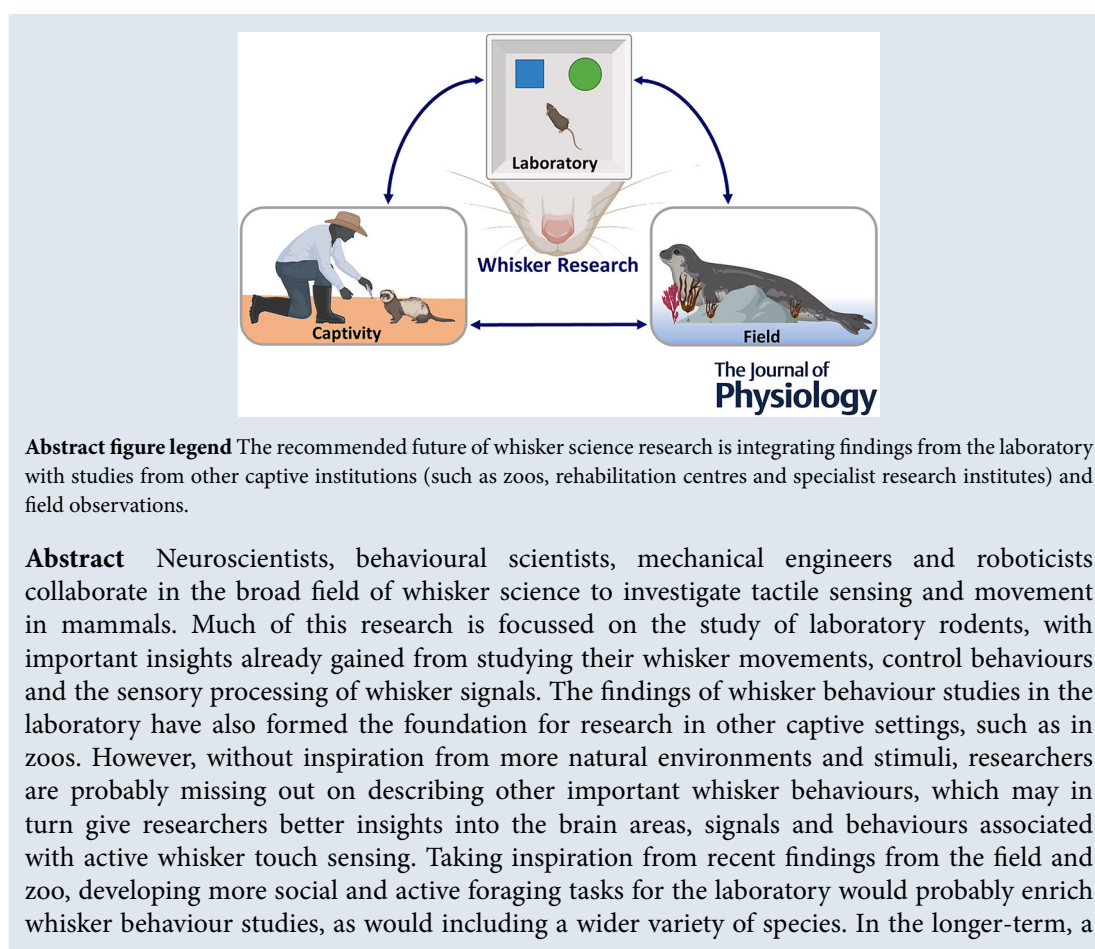 Laboratory
Whisker Research
Captivity
Field
The Journal of
Physiology
Abstract figure legend The recommended future of whisker science research is integrating findings from the laboratory
with studies from other captive institutions (such as zoos, rehabilitation centres and specialist research institutes) and
field observations.
Abstract Neuroscientists, behavioural scientists, mechanical engineers and roboticists
collaborate in the broad field of whisker science to investigate tactile sensing and movement
in mammals. Much of this research is focussed on the study of laboratory rodents, with
important insights already gained from studying their whisker movements, control behaviours
and the sensory processing of whisker signals. The findings of whisker behaviour studies in the
laboratory have also formed the foundation for research in other captive settings, such as in
zoos. However, without inspiration from more natural environments and stimuli, researchers
are probably missing out on describing other important whisker behaviours, which may in
turn give researchers better insights into the brain areas, signals and behaviours associated
with active whisker touch sensing. Taking inspiration from recent findings from the field and
zoo, developing more social and active foraging tasks for the laboratory would probably enrich
whisker behaviour studies, as would including a wider variety of species. In the longer-term, a